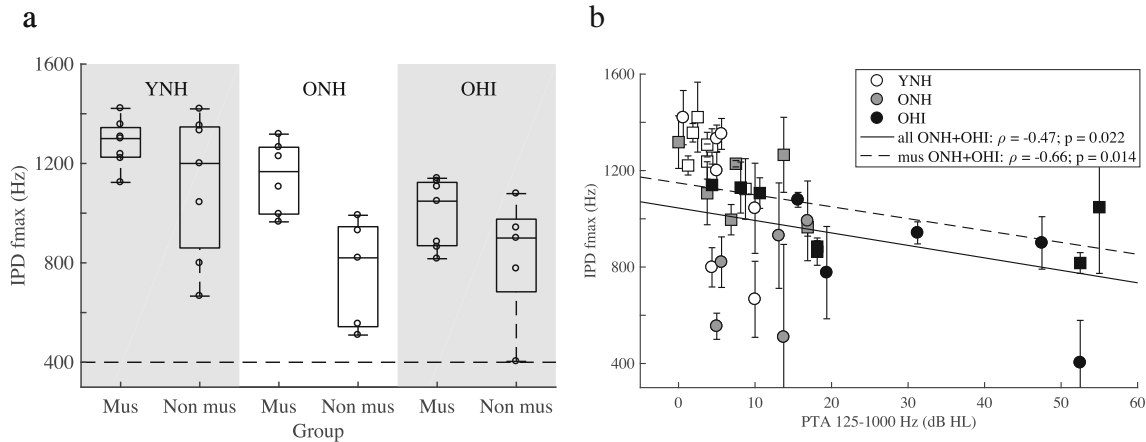 a
IPD fmax (Hz)
1600
1200
800
400
YNH
ONH
OHI
Mus Non mus Mus Non mus Mus Non mus
Group
b
IPD fmax (Hz)
1600
1200
800
400
YNH
ONH
OHI
all ONH+OHI: ρ = -0.47; p = 0.022
mus ONH+OHI: ρ = -0.66; p = 0.014
0 10 20 30 40 50 60
PTA 125-1000 Hz (dB HL)